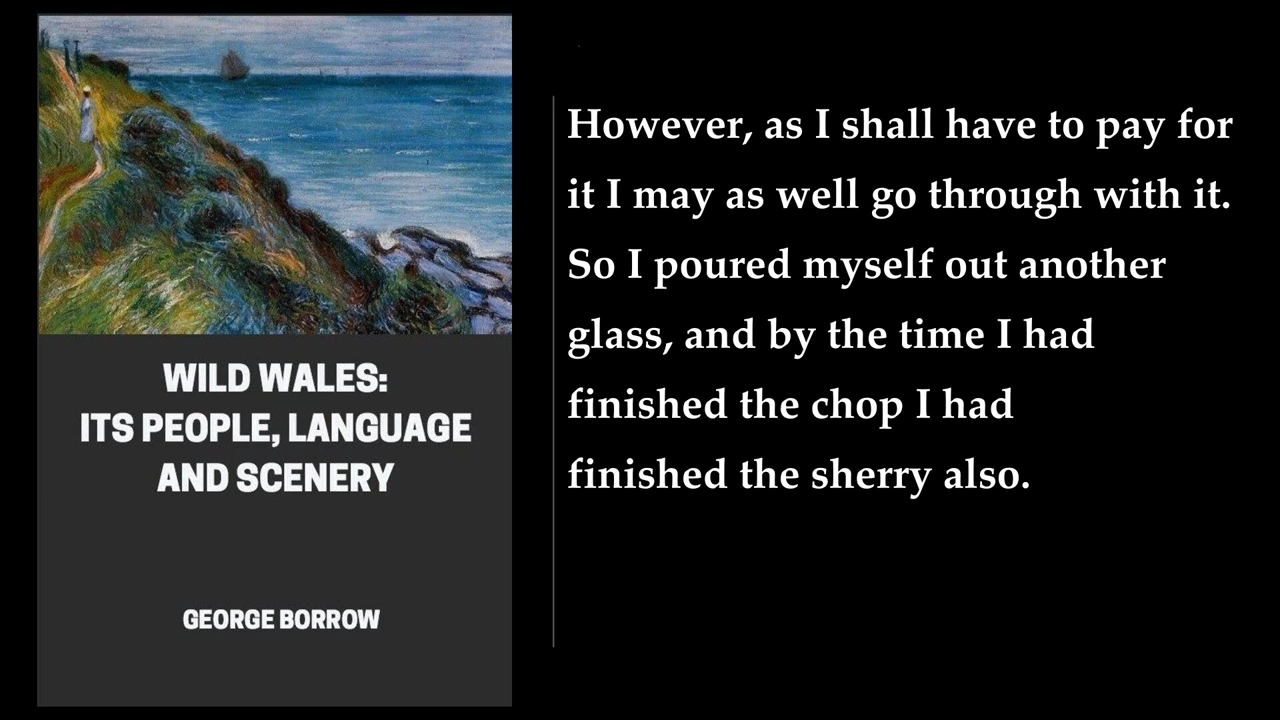 WILD WALES:
ITS PEOPLE, LANGUAGE
AND SCENERY
GEORGE BORROW
However, as I shall have to pay for
it I may as well go through with it.
So I poured myself out another
glass, and by the time I had
finished the chop I had
finished the sherry also.